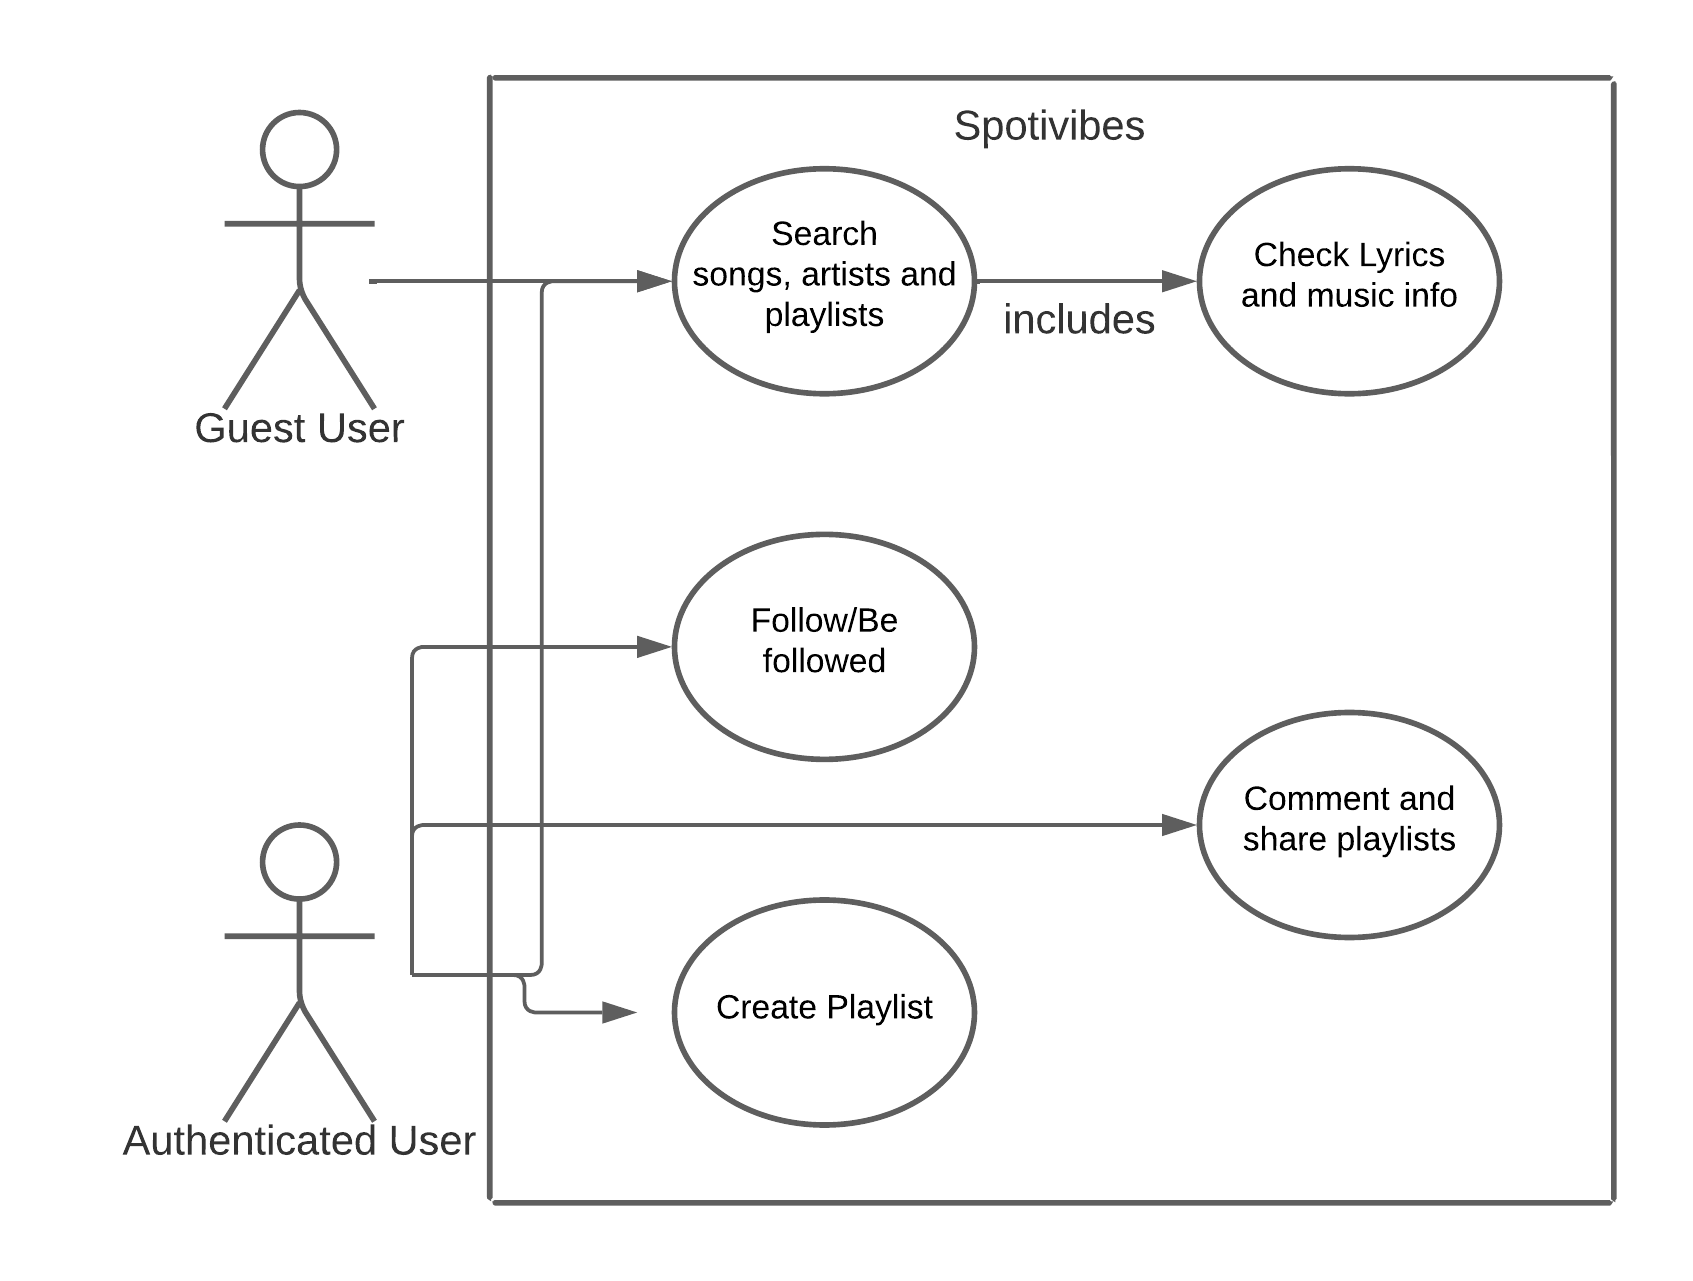 Spotivibes
Search
songs, artists and
playlists
Check Lyrics
and music info
includes
Guest User
Follow/Be
followed
Comment and
share playlists
Create Playlist
Authenticated User